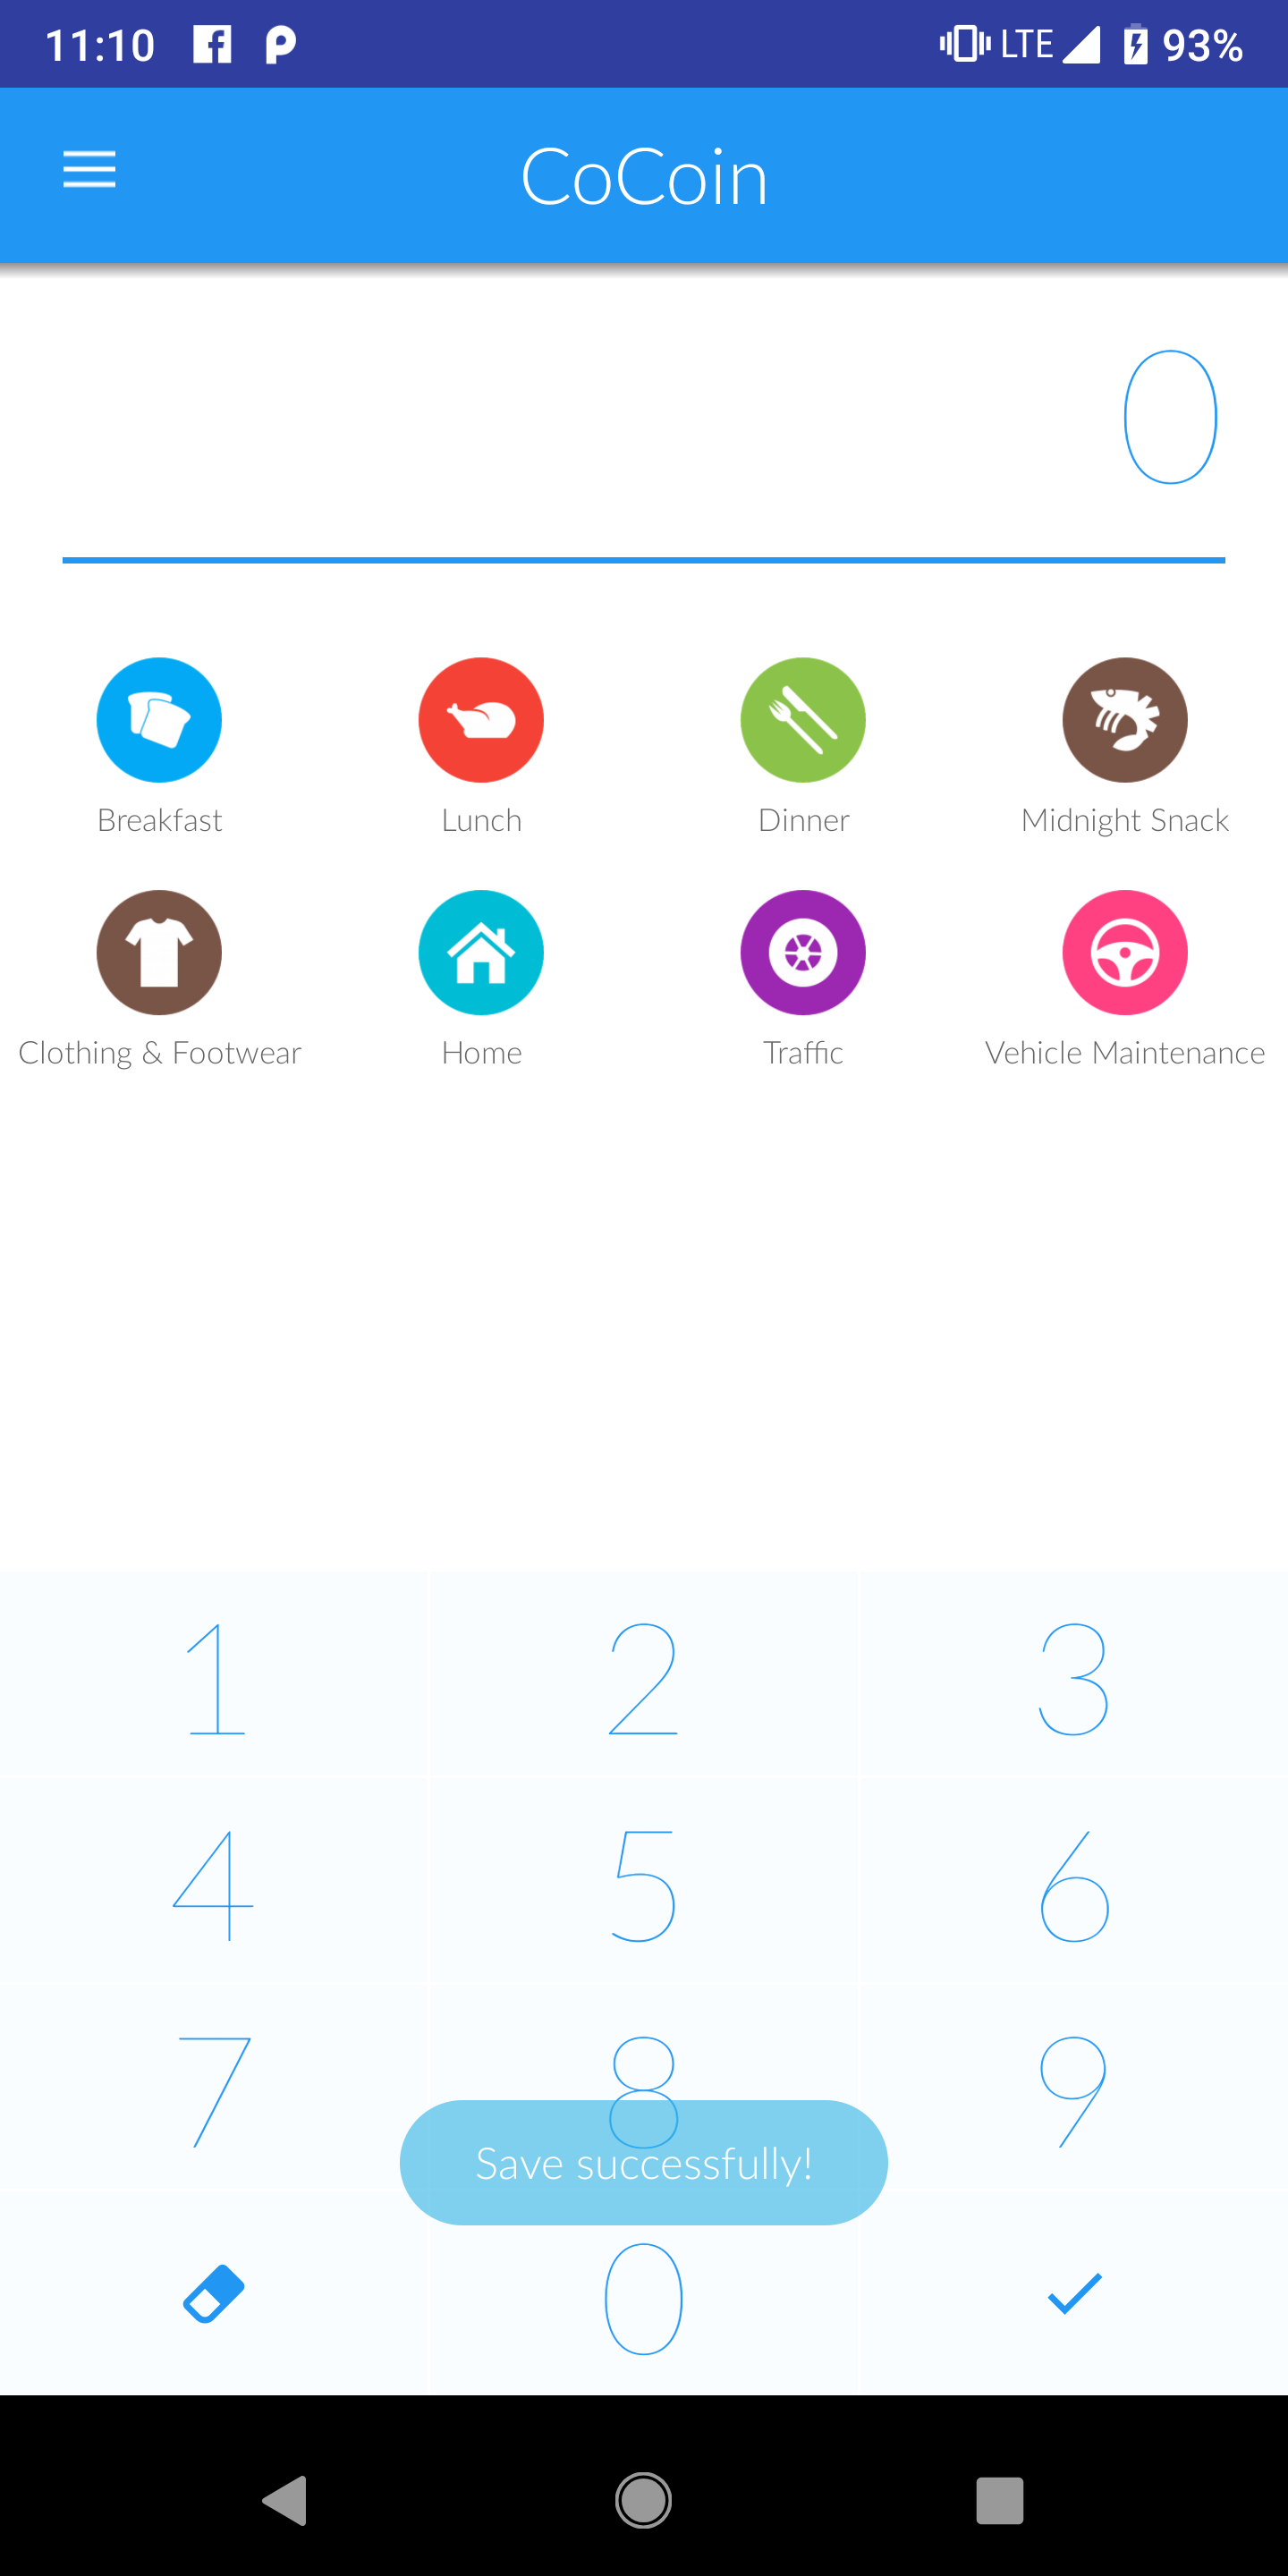 11:10 LTE 93%
CoCoin
0
Breakfast Lunch Dinner Midnight Snack
Clothing & Footwear Home Traffic Vehicle Maintenance
1 2 3
4 5 6
7 8 9
Save successfully!
0